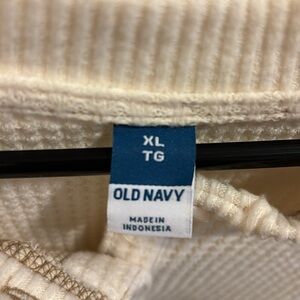 XL
TG
OLD NAVY
MADE IN
INDONESIA